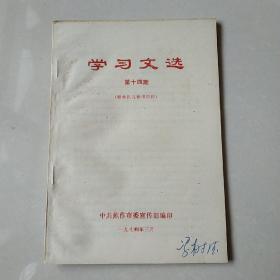 学习文选
第十四期
中共焦作市委宣传部编印
一九七四年三月